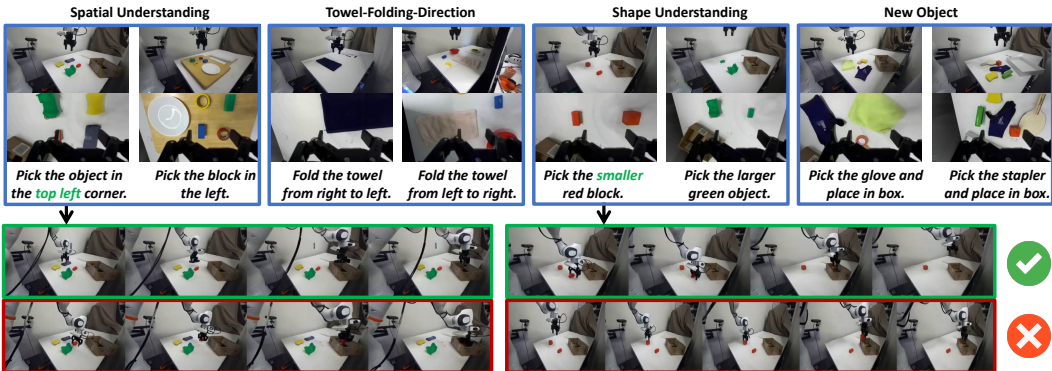 Spatial Understanding
Towel-Folding-Direction
Shape Understanding
New Object
Pick the object in
the top left corner.
Pick the block in
the left.
Fold the towel
from right to left.
Fold the towel
from left to right.
Pick the smaller
red block.
Pick the larger
green object.
Pick the glove and
place in box.
Pick the stapler
and place in box.